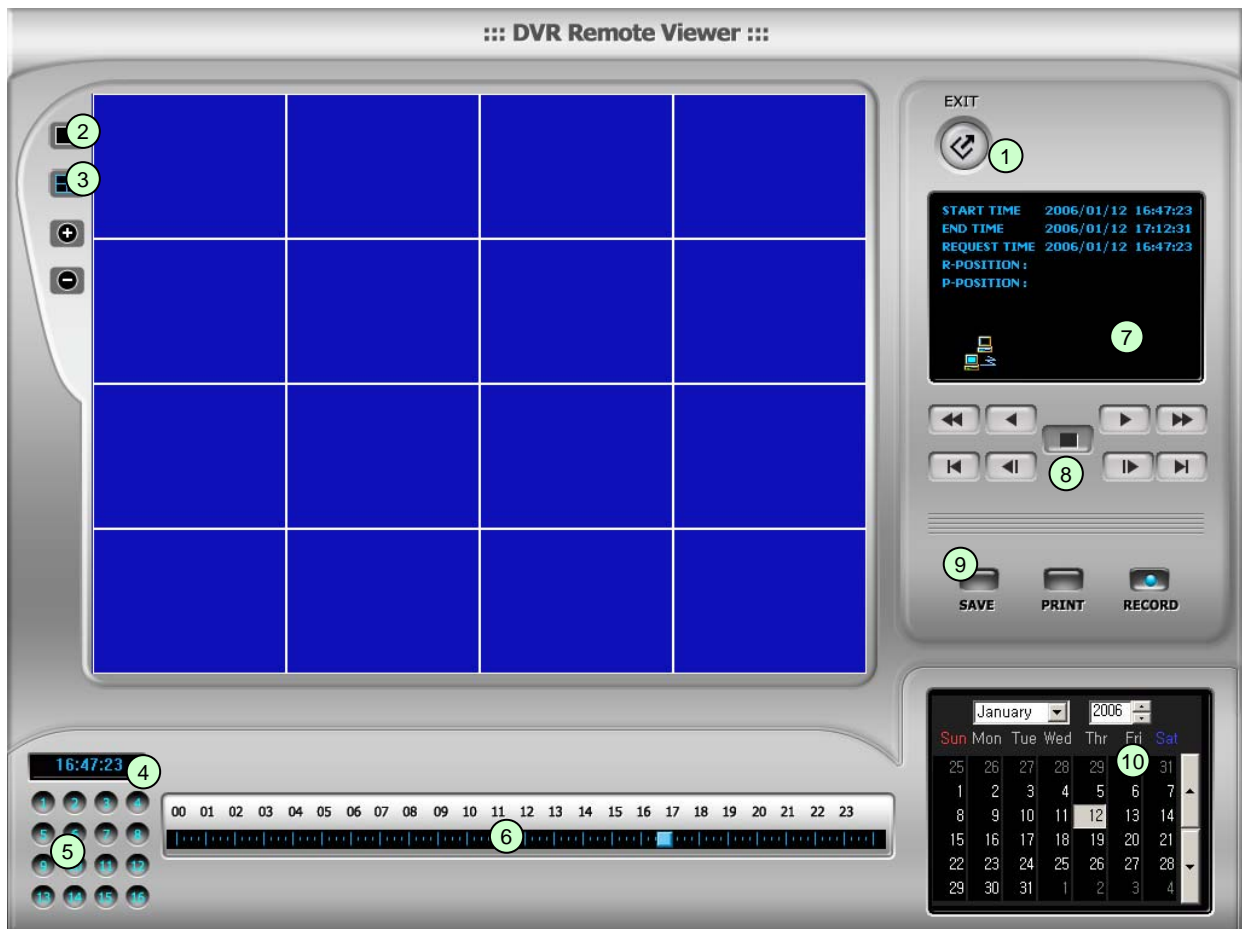 ::: DVR Remote Viewer :::
EXIT
1
2
3
START TIME 2006/01/12 16:47:23
END TIME 2006/01/12 17:12:31
REQUEST TIME 2006/01/12 16:47:23
R-POSITION :
P-POSITION :
7
8
9
SAVE PRINT RECORD
January 2006
Sun Mon Tue Wed Thr Fri Sat
10
25 26 27 28 29 31
1 2 3 4 5 6 7
8 9 10 11 12 13 14
15 16 17 18 19 20 21
22 23 24 25 26 27 28
29 30 31 1 2 3 4
16:47:23
4
1 2 3 4
5 6 7 8
5
9 11 12
13 14 15 16
00 01 02 03 04 05 06 07 08 09 10 11 12 13 14 15 16 17 18 19 20 21 22 23
6